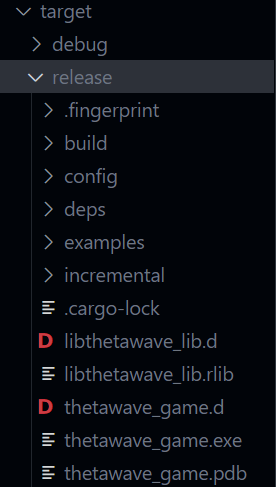 target
debug
release
.fingerprint
build
config
deps
examples
incremental
.cargo-lock
D libthetawave_lib.d
libthetawave_lib.rlib
D thetawave_game.d
thetawave_game.exe
thetawave_game.pdb